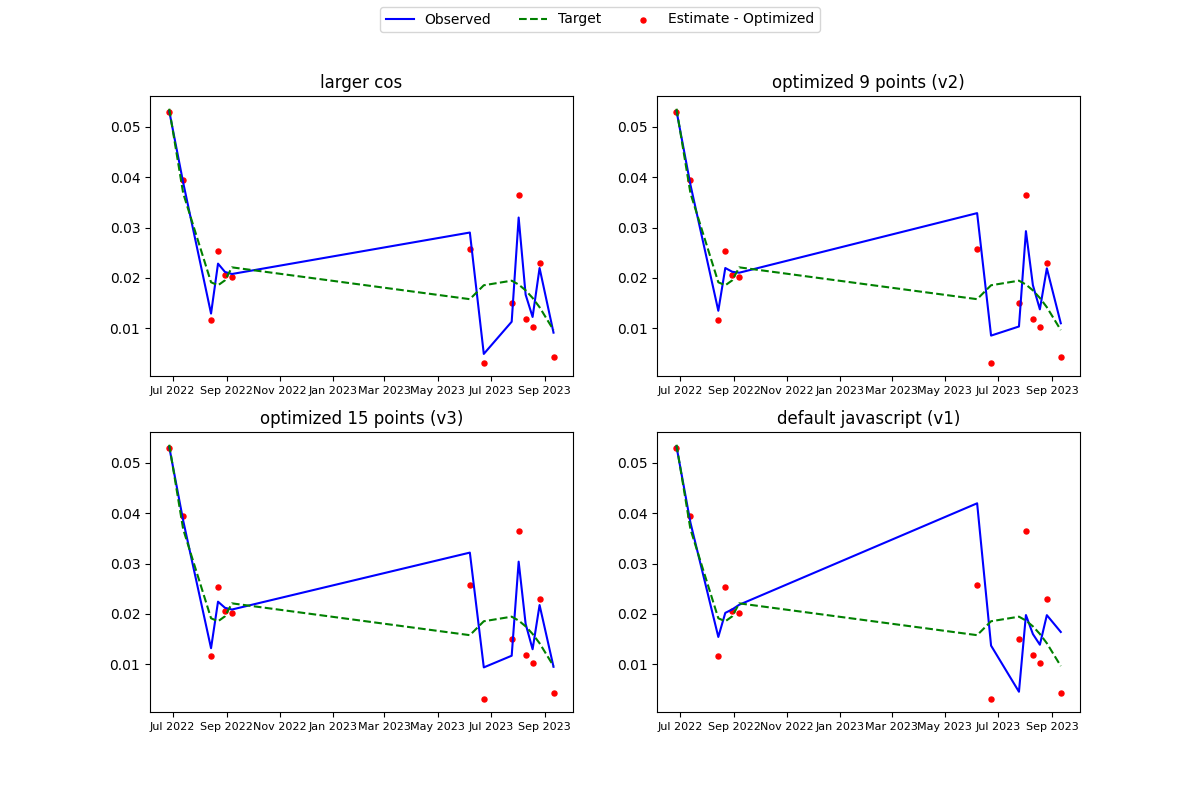 Observed Target Estimate - Optimized
larger cos
0.05
0.04
0.03
0.02
0.01
Jul 2022 Sep 2022 Nov 2022 Jan 2023 Mar 2023 May 2023 Jul 2023 Sep 2023
optimized 9 points (v2)
0.05
0.04
0.03
0.02
0.01
Jul 2022 Sep 2022 Nov 2022 Jan 2023 Mar 2023 May 2023 Jul 2023 Sep 2023
optimized 15 points (v3)
0.05
0.04
0.03
0.02
0.01
Jul 2022 Sep 2022 Nov 2022 Jan 2023 Mar 2023 May 2023 Jul 2023 Sep 2023
default javascript (v1)
0.05
0.04
0.03
0.02
0.01
Jul 2022 Sep 2022 Nov 2022 Jan 2023 Mar 2023 May 2023 Jul 2023 Sep 2023